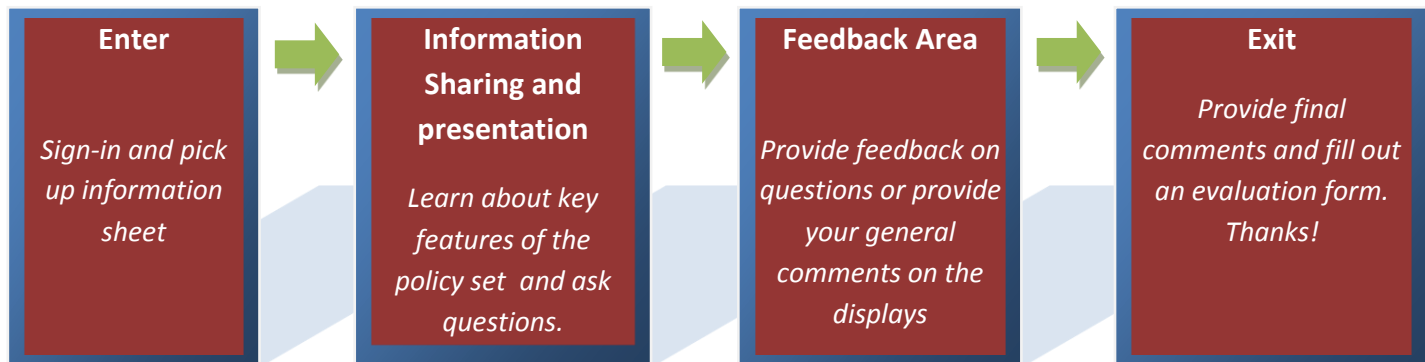 Enter
Sign-in and pick
up information
sheet
Information
Sharing and
presentation
Learn about key
features of the
policy set  and ask
questions.
Feedback Area
Provide feedback on
questions or provide
your general
comments on the
displays
Exit
Provide final
comments and fill out
an evaluation form.
Thanks!